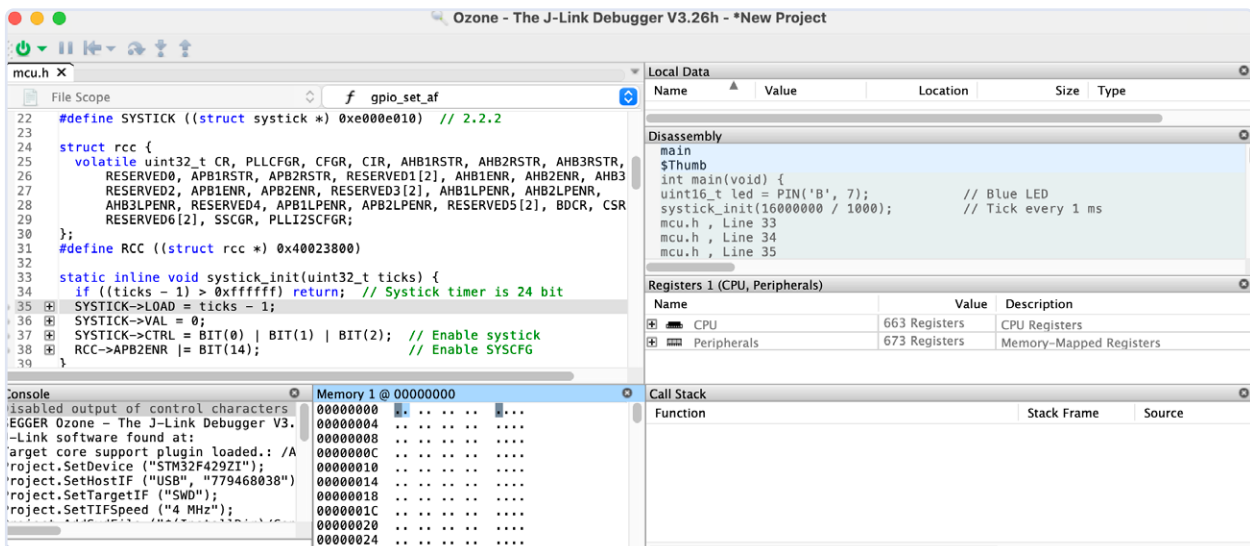 Ozone - The J-Link Debugger V3.26h - *New Project
mcu.h X
File Scope
f gpio_set_af
22 #define SYSTICK ((struct systick *) 0xe000e010)  // 2.2.2
23
24 struct rcc {
25   volatile uint32_t CR, PLLCFGR, CFGR, CIR, AHB1RSTR, AHB2RSTR, AHB3RSTR,
26       RESERVED0, APB1RSTR, APB2RSTR, RESERVED1[2], AHB1ENR, AHB2ENR, AHB3
27       RESERVED2, APB1ENR, APB2ENR, RESERVED3[2], AHB1LPENR, AHB2LPENR,
28       AHB3LPENR, RESERVED4, APB1LPENR, APB2LPENR, RESERVED5[2], BDCR, CSR
29       RESERVED6[2], SSCGR, PLLI2SCFGR;
30 };
31 #define RCC ((struct rcc *) 0x40023800)
32
33 static inline void systick_init(uint32_t ticks) {
34   if ((ticks - 1) > 0xffffff) return;  // Systick timer is 24 bit
35   SYSTICK->LOAD = ticks - 1;
36   SYSTICK->VAL = 0;
37   SYSTICK->CTRL = BIT(0) | BIT(1) | BIT(2);  // Enable systick
38   RCC->APB2ENR |= BIT(14);                   // Enable SYSCFG
39 }
Local Data
Name Value Location Size Type
Disassembly
main
$Thumb
int main(void) {
uint16_t led = PIN('B', 7);            // Blue LED
systick_init(16000000 / 1000);         // Tick every 1 ms
mcu.h , Line 33
mcu.h , Line 34
mcu.h , Line 35
Registers 1 (CPU, Peripherals)
Name Value Description
CPU 663 Registers CPU Registers
Peripherals 673 Registers Memory-Mapped Registers
Console
isabled output of control characters
EGGER Ozone - The J-Link Debugger V3.
-Link software found at:
arget core support plugin loaded.: /A
roject.SetDevice ("STM32F429ZI");
roject.SetHostIF ("USB", "779468038")
roject.SetTargetIF ("SWD");
roject.SetTIFSpeed ("4 MHz");
Memory 1 @ 00000000
00000000 .. .. .. .. ....
00000004 .. .. .. .. ....
00000008 .. .. .. .. ....
0000000C .. .. .. .. ....
00000010 .. .. .. .. ....
00000014 .. .. .. .. ....
00000018 .. .. .. .. ....
0000001C .. .. .. .. ....
00000020 .. .. .. .. ....
00000024 .. .. .. .. ....
Call Stack
Function Stack Frame Source